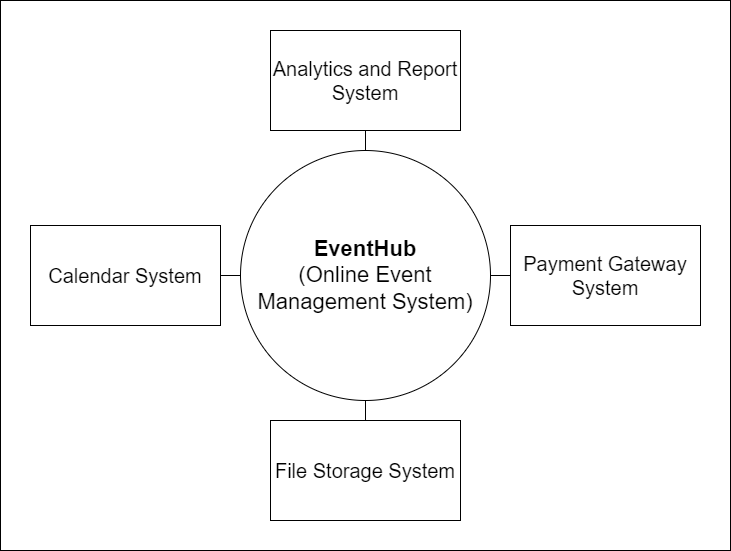 Analytics and Report
System
EventHub
(Online Event
Management System)
Calendar System
Payment Gateway
System
File Storage System